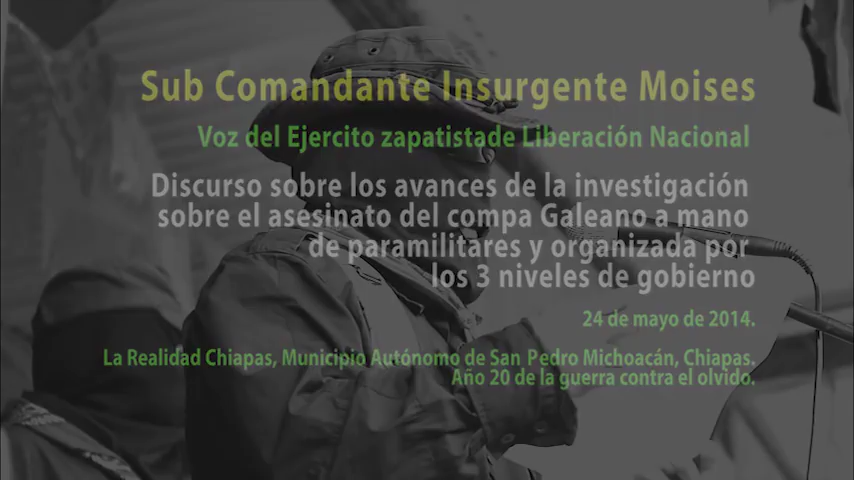 Sub Comandante Insurgente Moises
Voz del Ejercito zapatistade Liberación Nacional
Discurso sobre los avances de la investigación
sobre el asesinato del compa Galeano a mano
de paramilitares y organizada por
los 3 niveles de gobierno
24 de mayo de 2014.
La Realidad Chiapas, Municipio Autónomo de San Pedro Michoacán, Chiapas.
Año 20 de la guerra contra el olvido.